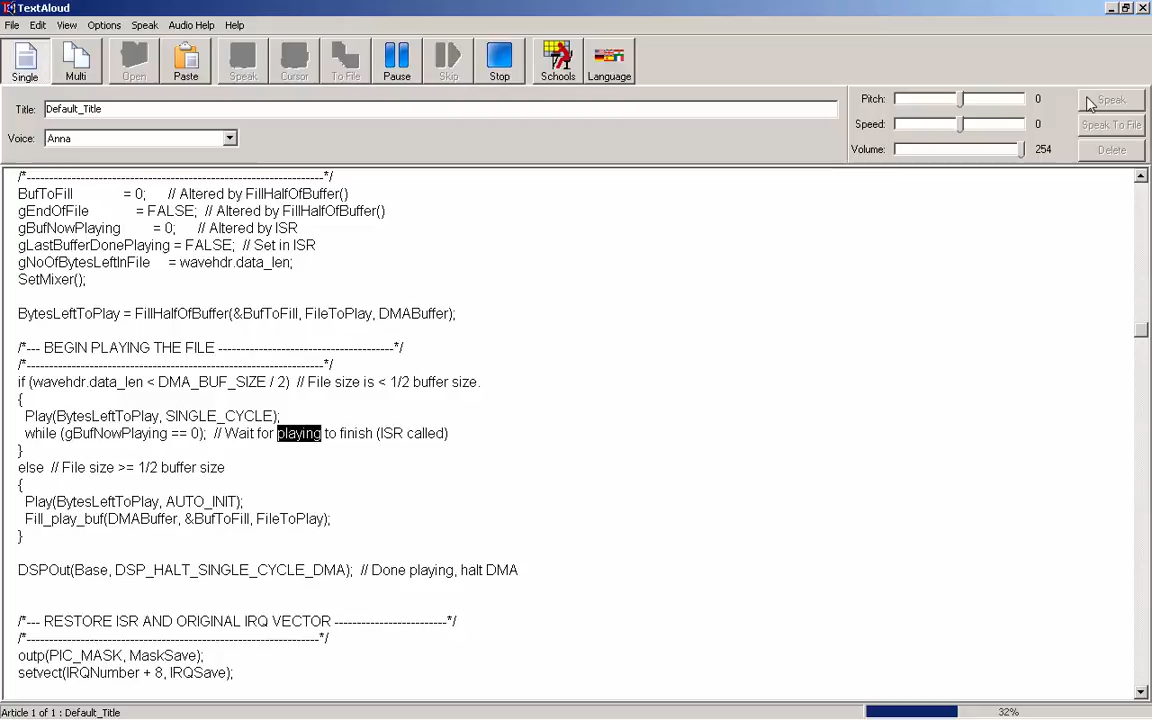 TextAloud
File Edit View Options Speak Audio Help Help
Single Multi Open Paste Speak Cursor To File Pause Skip Stop Schools Language
Title: Default_Title
Voice: Anna
Pitch: 0 Speak
Speed: 0 Speak To File
Volume: 254 Delete
/*------------------------------------------------------------------*/
BufToFill = 0; // Altered by FillHalfOfBuffer()
gEndOfFile = FALSE; // Altered by FillHalfOfBuffer()
gBufNowPlaying = 0; // Altered by ISR
gLastBufferDonePlaying = FALSE; // Set in ISR
gNoOfBytesLeftInFile = wavehdr.data_len;
SetMixer();
BytesLeftToPlay = FillHalfOfBuffer(&BufToFill, FileToPlay, DMABuffer);
/*--- BEGIN PLAYING THE FILE ---------------------------------------*/
/*------------------------------------------------------------------*/
if (wavehdr.data_len < DMA_BUF_SIZE / 2) // File size is < 1/2 buffer size.
{
Play(BytesLeftToPlay, SINGLE_CYCLE);
while (gBufNowPlaying == 0); // Wait for playing to finish (ISR called)
}
else // File size >= 1/2 buffer size
{
Play(BytesLeftToPlay, AUTO_INIT);
Fill_play_buf(DMABuffer, &BufToFill, FileToPlay);
}
DSPOut(Base, DSP_HALT_SINGLE_CYCLE_DMA); // Done playing, halt DMA
/*--- RESTORE ISR AND ORIGINAL IRQ VECTOR -------------------------*/
/*-----------------------------------------------------------------*/
outp(PIC_MASK, MaskSave);
setvect(IRQNumber + 8, IRQSave);
Article 1 of 1 : Default_Title 32%